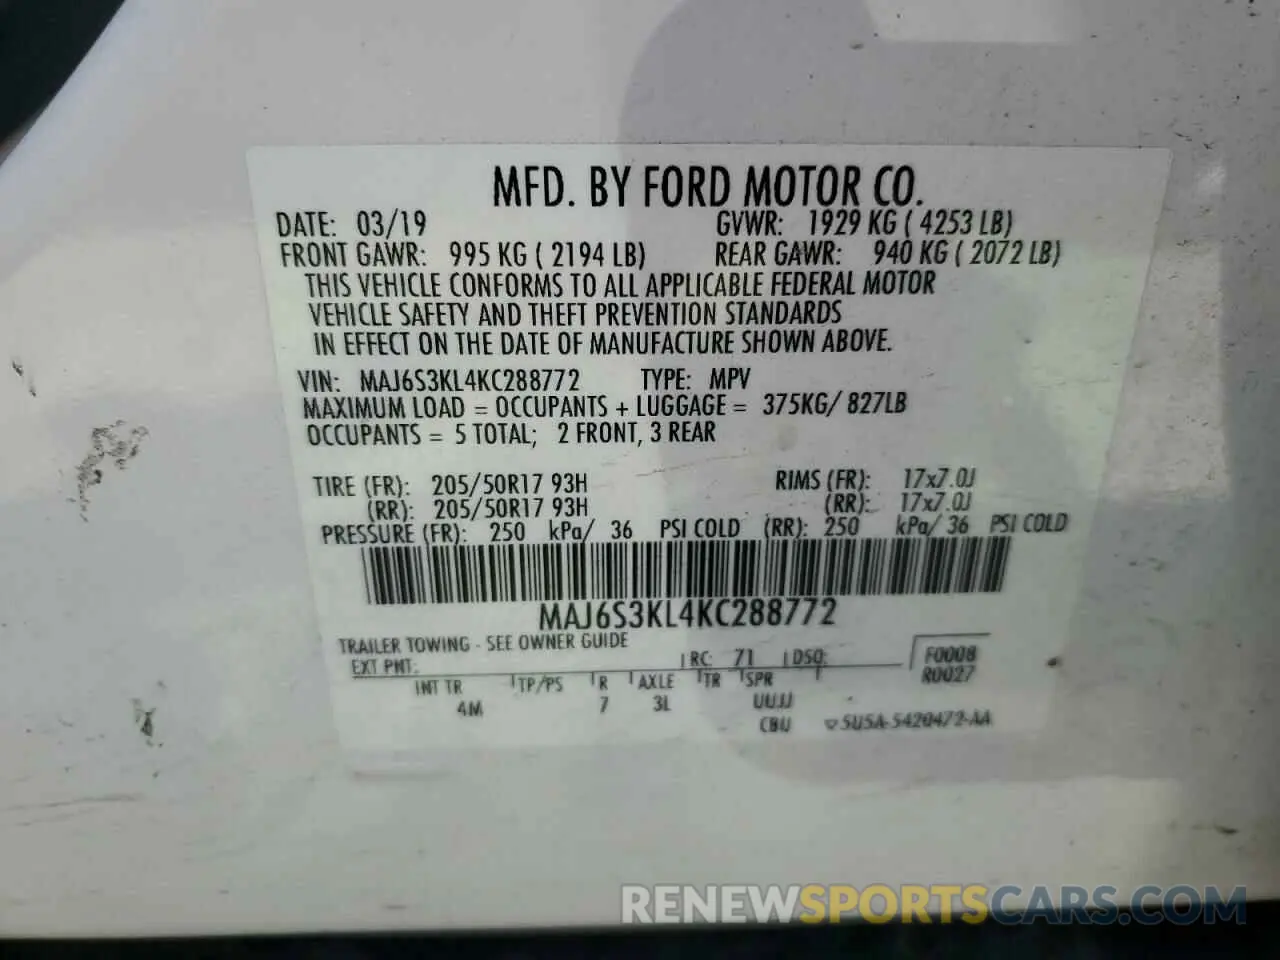 MFD. BY FORD MOTOR CO.
DATE: 03/19 GVWR: 1929 KG ( 4253 LB)
FRONT GAWR: 995 KG ( 2194 LB) REAR GAWR: 940 KG ( 2072 LB)
THIS VEHICLE CONFORMS TO ALL APPLICABLE FEDERAL MOTOR
VEHICLE SAFETY AND THEFT PREVENTION STANDARDS
IN EFFECT ON THE DATE OF MANUFACTURE SHOWN ABOVE.
VIN: MAJ6S3KL4KC288772 TYPE: MPV
MAXIMUM LOAD = OCCUPANTS + LUGGAGE = 375KG/ 827LB
OCCUPANTS = 5 TOTAL; 2 FRONT, 3 REAR
TIRE (FR): 205/50R17 93H RIMS (FR): 17x7.0J
(RR): 205/50R17 93H (RR): 17x7.0J
PRESSURE (FR): 250 kPa/ 36 PSI COLD (RR): 250 kPa/ 36 PSI COLD
MAJ6S3KL4KC288772
TRAILER TOWING - SEE OWNER GUIDE
EXT PNT: RC: 71 DSO: F0008
R0027
INT TR TP/PS R AXLE TR SPR
4M 7 3L UUJJ
CBU 5U5A-5420472-AA
RENEWSPORTSCARS.COM